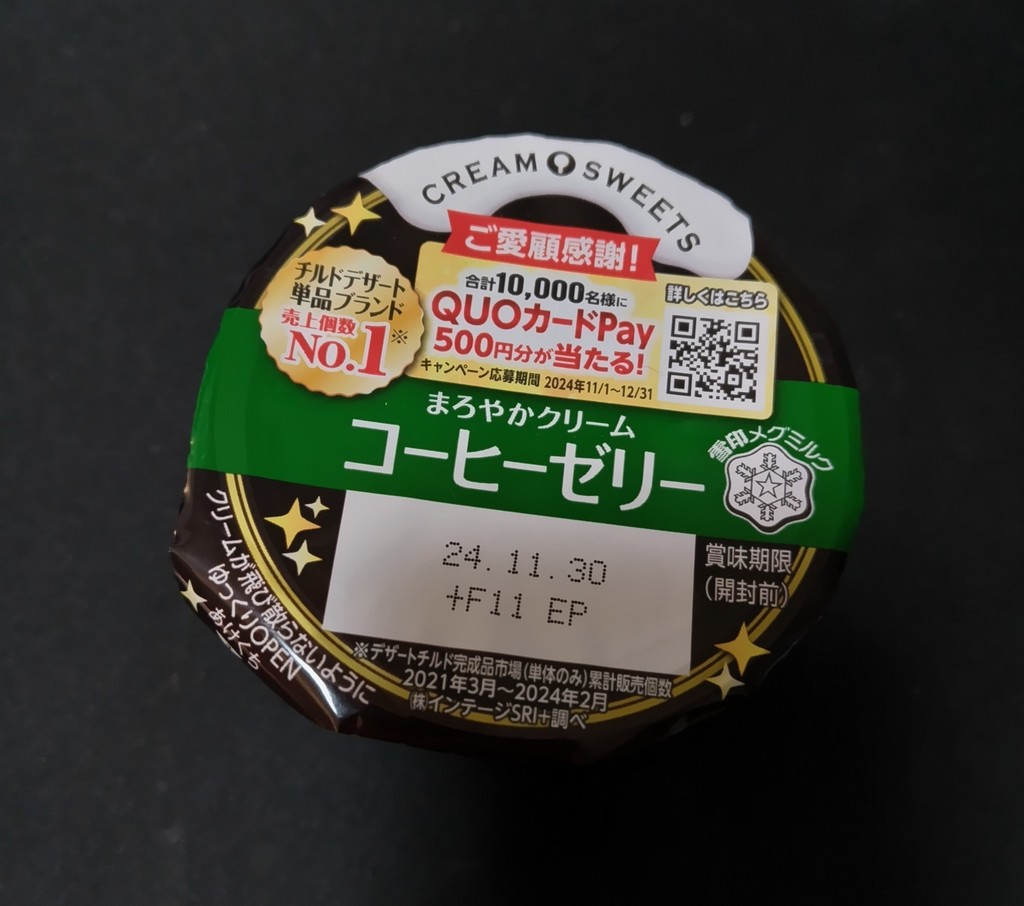 CREAM SWEETS
ご愛顧感謝!
チルドデザート
単品ブランド
売上個数
No.1※
合計10,000名様に
QUOカードPay
500円分が当たる!
キャンペーン応募期間 2024年11/1〜12/31
詳しくはこちら
まろやかクリーム
コーヒーゼリー
雪印メグミルク
24.11.30
+F11 EP
賞味期限
(開封前)
クリームが飛び散らないように
ゆっくりOPEN
あけくち
※デザートチルド完成品市場(単体のみ)累計販売個数
2021年3月〜2024年2月
㈱インテージSRI+調べ